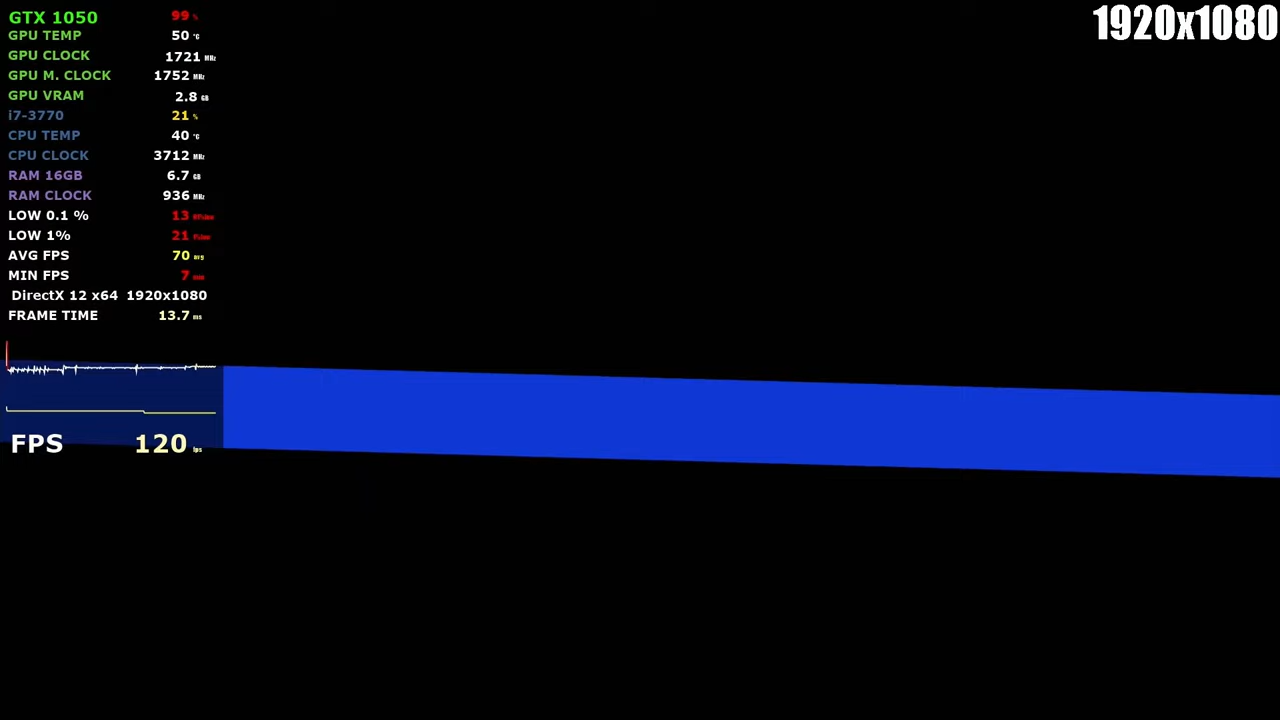 GTX 1050 99 %
1920x1080
GPU TEMP 50 °C
GPU CLOCK 1721 MHz
GPU M. CLOCK 1752 MHz
GPU VRAM 2.8 GB
i7-3770 21 %
CPU TEMP 40 °C
CPU CLOCK 3712 MHz
RAM 16GB 6.7 GB
RAM CLOCK 936 MHz
LOW 0.1 % 13
LOW 1% 21
AVG FPS 70 avg
MIN FPS 7 min
DirectX 12 x64 1920x1080
FRAME TIME 13.7 ms
FPS 120 fps